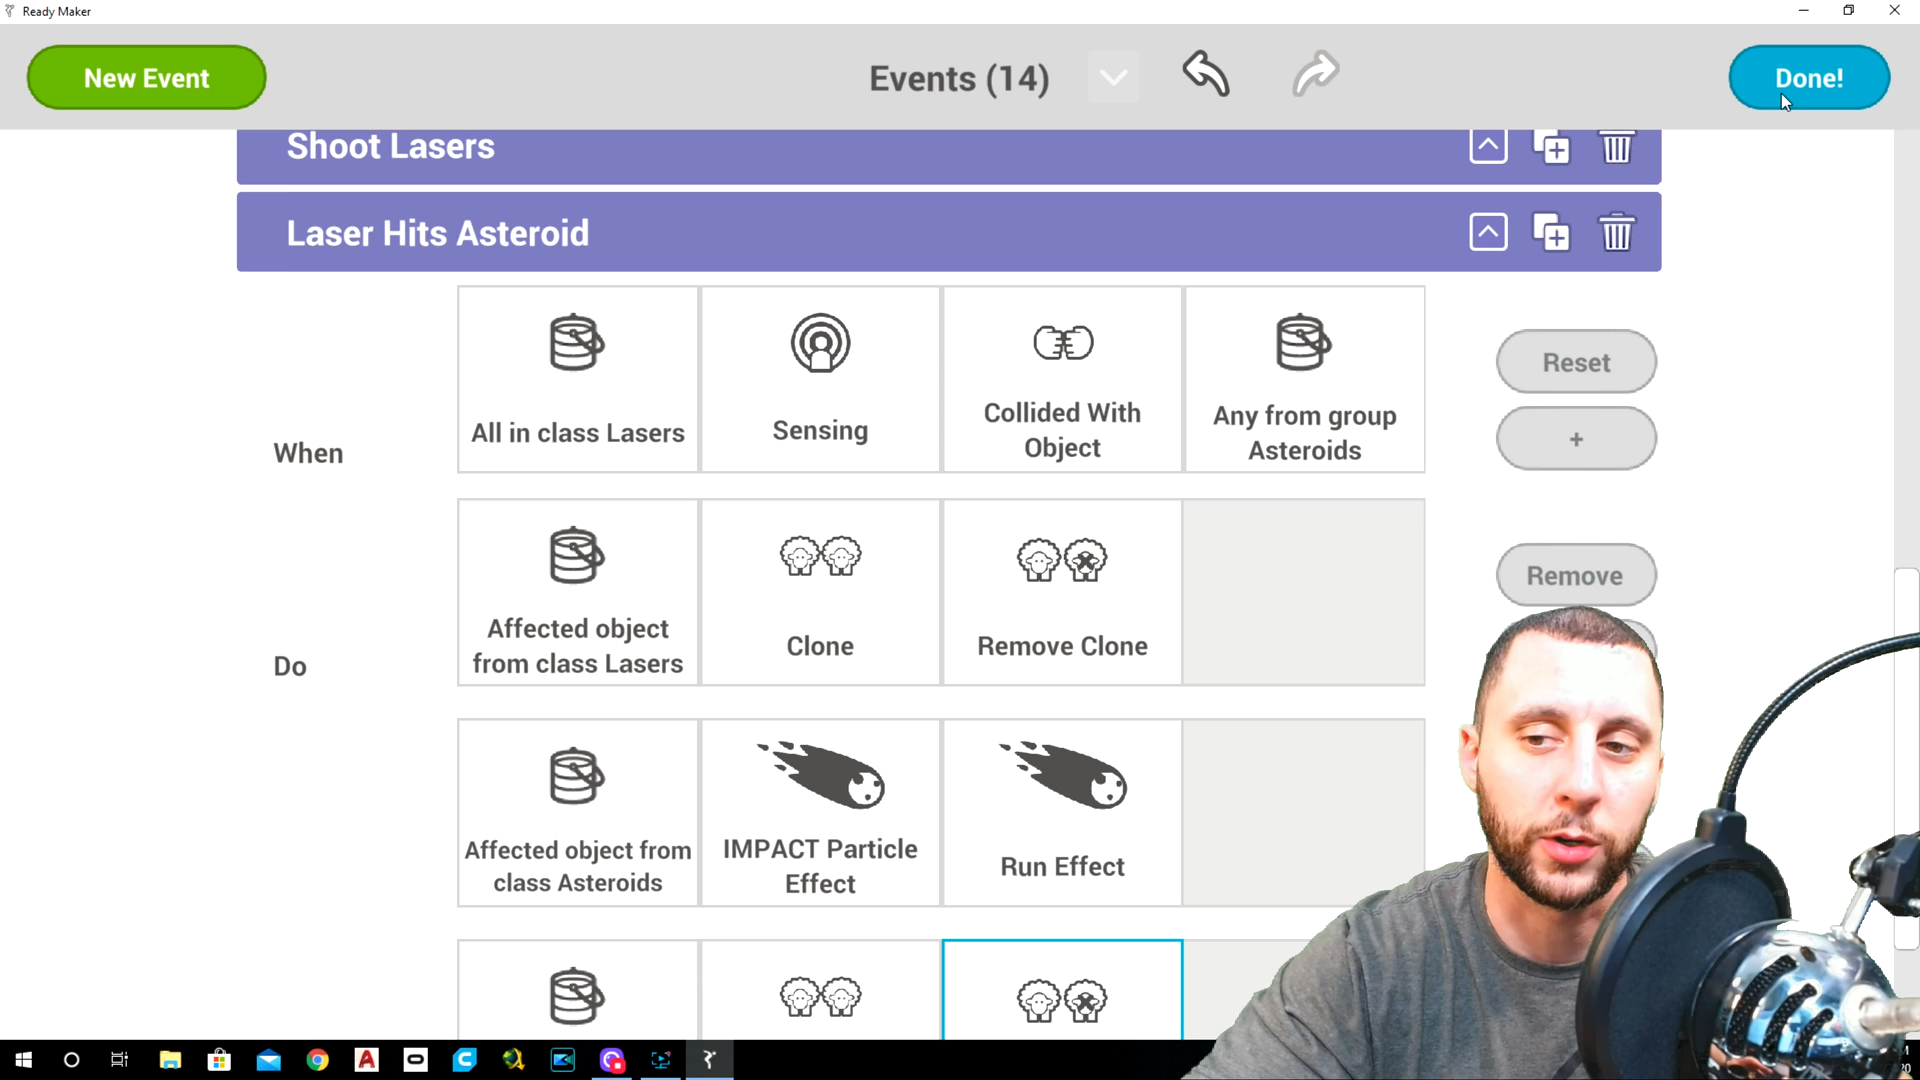 Ready Maker
New Event
Events (14)
Done!
Shoot Lasers
Laser Hits Asteroid
When
All in class Lasers
Sensing
Collided With
Object
Any from group
Asteroids
Reset
+
Do
Affected object
from class Lasers
Clone
Remove Clone
Remove
Affected object from
class Asteroids
IMPACT Particle
Effect
Run Effect